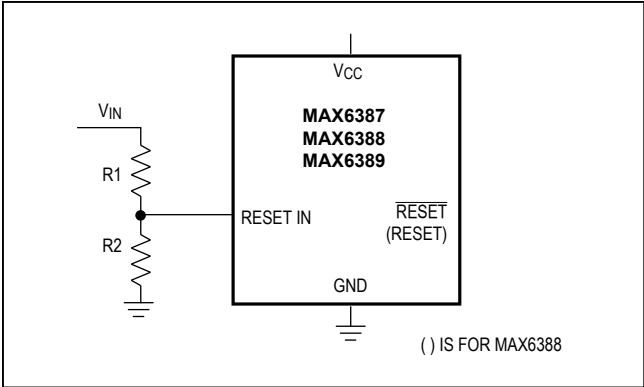 VCC
VIN
MAX6387
MAX6388
MAX6389
R1
RESET IN
RESET
(RESET)
R2
GND
( ) IS FOR MAX6388